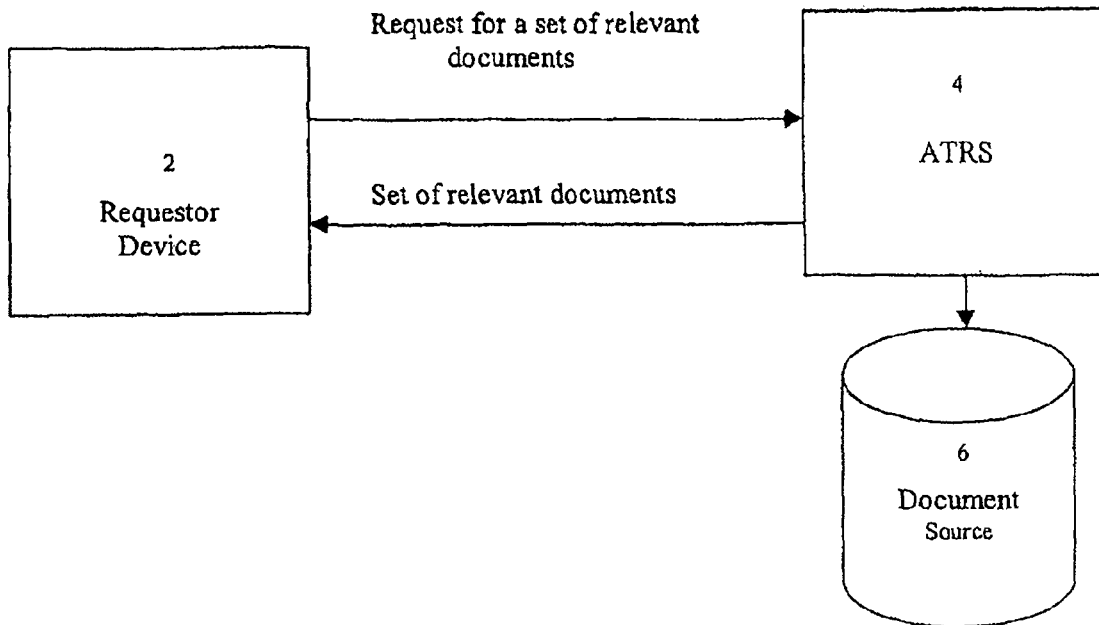 Request for a set of relevant
documents
4
ATRS
2
Requestor
Device
Set of relevant documents
6
Document
Source